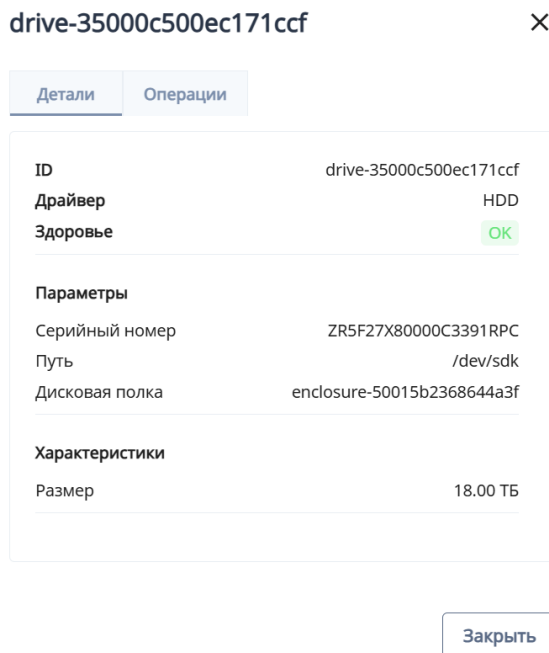 drive-35000c500ec171ccf
Детали Операции
ID drive-35000c500ec171ccf
Драйвер HDD
Здоровье OK
Параметры
Серийный номер ZR5F27X80000C3391RPC
Путь /dev/sdk
Дисковая полка enclosure-50015b2368644a3f
Характеристики
Размер 18.00 ТБ
Закрыть